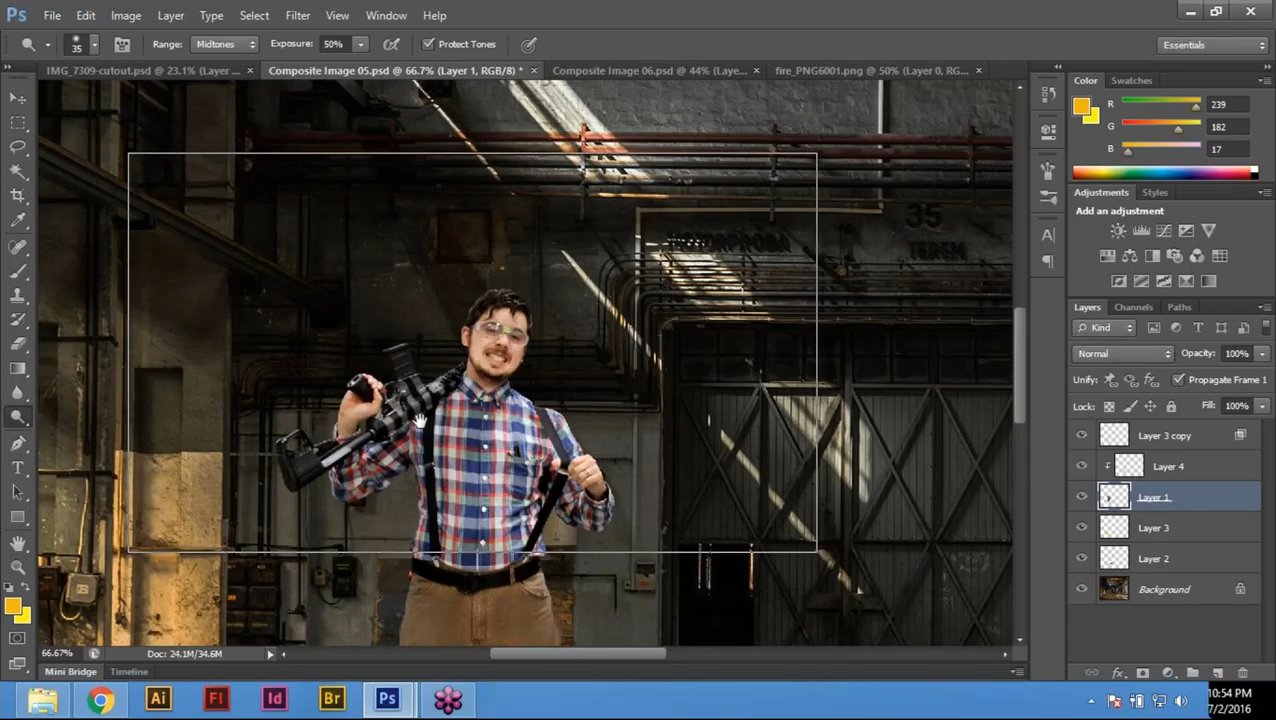 Ps File Edit Image Layer Type Select Filter View Window Help
35 Range: Midtones Exposure: 50% Protect Tones Essentials
IMG_7309-cutout.psd @ 23.1% (Layer ... × Composite Image 05.psd @ 66.7% (Layer 1, RGB/8) * × Composite Image 06.psd @ 44% (Laye... × fire_PNG6001.png @ 50% (Layer 0, RG... ×
Color Swatches
R 239
G 182
B 17
Adjustments Styles
Add an adjustment
35
MOTORPRÓBA
TEREM
Layers Channels Paths
Kind
Normal Opacity: 100%
Unify: Propagate Frame 1
Lock: Fill: 100%
Layer 3 copy
Layer 4
Layer 1
Layer 3
Layer 2
Background
66.67% Doc: 24.1M/34.6M
Mini Bridge Timeline
Ai Fl Id Br Ps
10:54 PM
7/2/2016